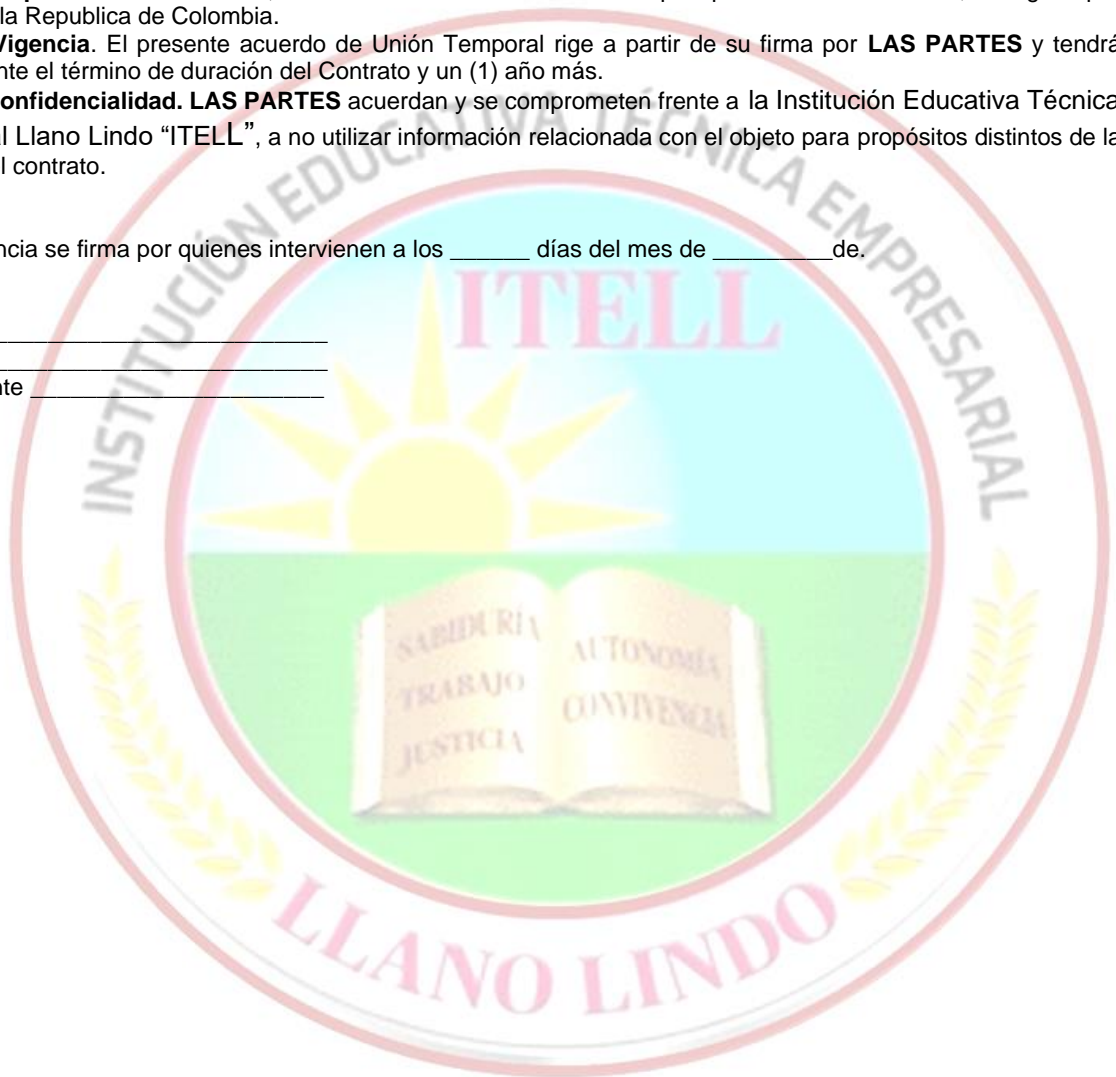 la Republica de Colombia.
Vigencia. El presente acuerdo de Unión Temporal rige a partir de su firma por LAS PARTES y tendrá
nte el término de duración del Contrato y un (1) año más.
onfidencialidad. LAS PARTES acuerdan y se comprometen frente a la Institución Educativa Técnica
al Llano Lindo “ITELL”, a no utilizar información relacionada con el objeto para propósitos distintos de la
l contrato.
ncia se firma por quienes intervienen a los ______ días del mes de _________de.
nte ______________________
INSTITUCIÓN EDUCATIVA TÉCNICA EMPRESARIAL
ITELL
SABIDURÍA
TRABAJO
JUSTICIA
AUTONOMÍA
CONVIVENCIA
LLANO LINDO